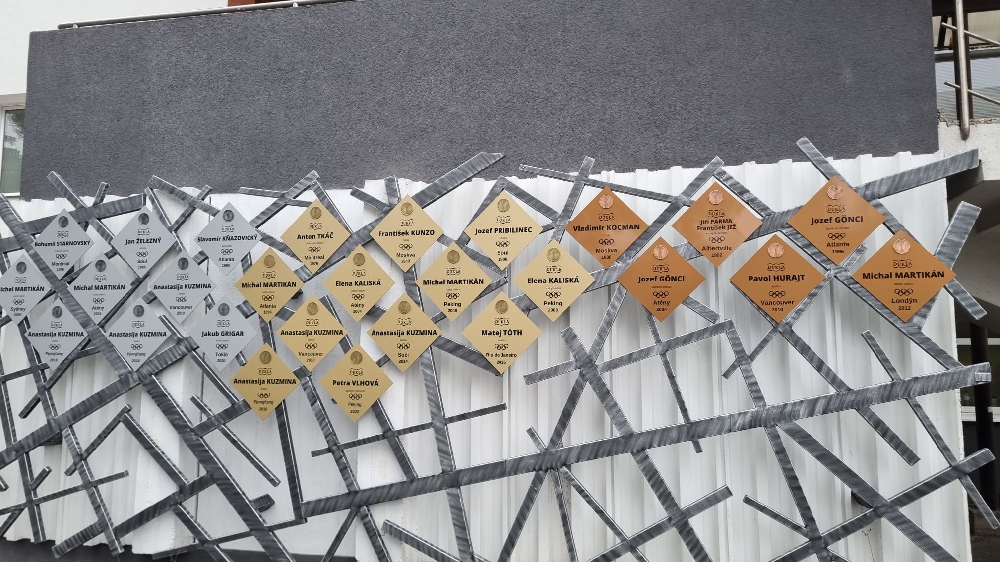 DUKLA
Bohumil STARNOVSKÝ
moderný päťboj
Montreal
1976
DUKLA
Jan ŽELEZNÝ
atletika
Soul
1988
DUKLA
Slavomír KŇAZOVICKÝ
kanoistika
Atlanta
1996
DUKLA
Anton TKÁČ
dráhová cyklistika
Montreal
1976
DUKLA
František KUNZO
futbal
Moskva
1980
DUKLA
Jozef PRIBILINEC
atletika
Soul
1988
DUKLA
Vladimír KOCMAN
džudo
Moskva
1980
DUKLA
Jiří PARMA
František JEŽ
skoky na lyžiach
Albertville
1992
DUKLA
Jozef GÖNCI
športová streľba
Atlanta
1996
DUKLA
ichal MARTIKÁN
vodný slalom
Sydney
2000
DUKLA
Michal MARTIKÁN
vodný slalom
Atény
2004
DUKLA
Anastasija KUZMINA
biatlon
Vancouver
2010
DUKLA
Michal MARTIKÁN
vodný slalom
Atlanta
1996
DUKLA
Elena KALISKÁ
vodný slalom
Atény
2004
DUKLA
Michal MARTIKÁN
vodný slalom
Peking
2008
DUKLA
Elena KALISKÁ
vodný slalom
Peking
2008
DUKLA
Jozef GÖNCI
športová streľba
Atény
2004
DUKLA
Pavol HURAJT
biatlon
Vancouver
2010
DUKLA
Michal MARTIKÁN
vodný slalom
Londýn
2012
DUKLA
Anastasija KUZMINA
biatlon
Pjongčang
2018
DUKLA
Anastasija KUZMINA
biatlon
Pjongčang
2018
DUKLA
Jakub GRIGAR
vodný slalom
Tokio
2020
DUKLA
Anastasija KUZMINA
biatlon
Vancouver
2010
DUKLA
Anastasija KUZMINA
biatlon
Soči
2014
DUKLA
Matej TÓTH
atletika
Rio de Janeiro
2016
DUKLA
Anastasija KUZMINA
biatlon
Pjongčang
2018
DUKLA
Petra VLHOVÁ
zjazdové lyžovanie
Peking
2022